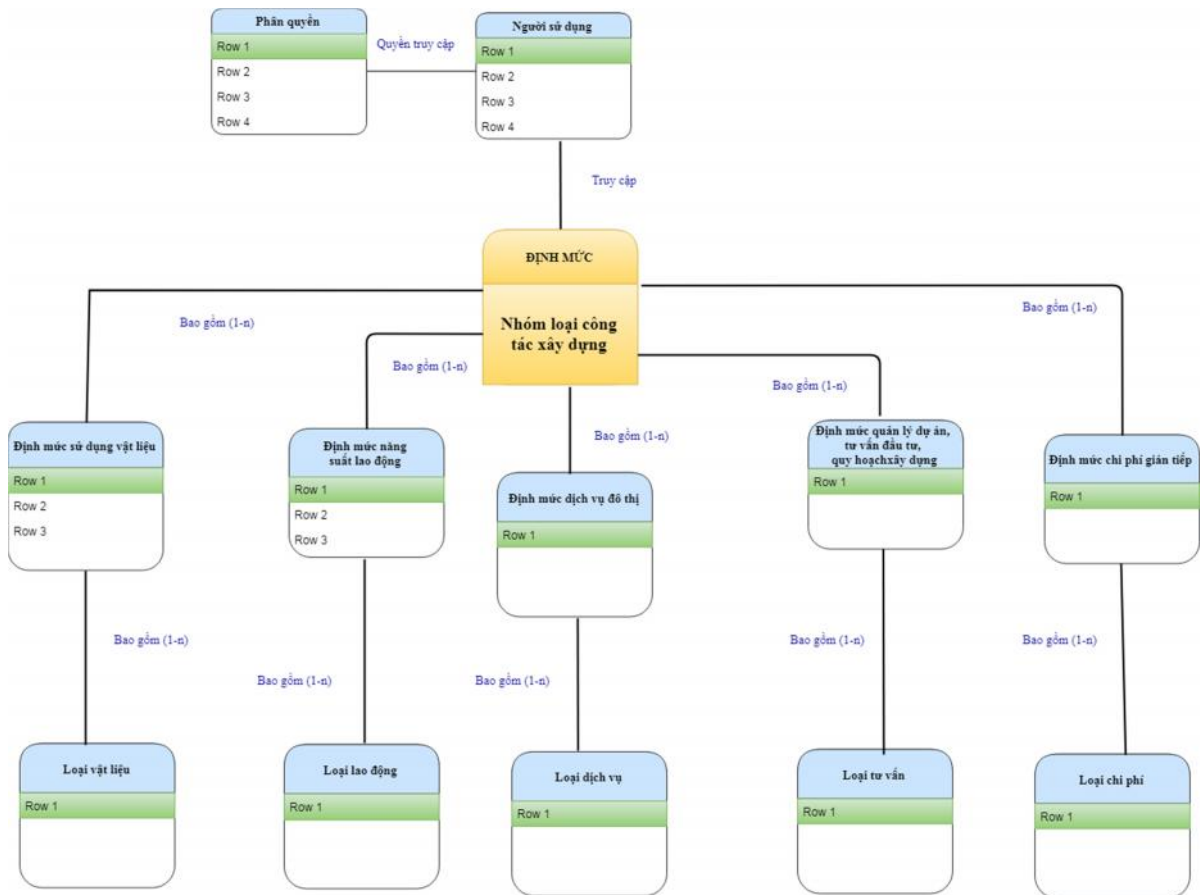 Phân quyền
Row 1
Row 2
Row 3
Row 4
Quyền truy cập
Người sử dụng
Row 1
Row 2
Row 3
Row 4
Truy cập
ĐỊNH MỨC
Nhóm loại công
tác xây dựng
Bao gồm (1-n)
Bao gồm (1-n)
Bao gồm (1-n)
Bao gồm (1-n)
Bao gồm (1-n)
Định mức sử dụng vật liệu
Row 1
Row 2
Row 3
Định mức năng
suất lao động
Row 1
Row 2
Row 3
Định mức dịch vụ đô thị
Row 1
Định mức quản lý dự án,
tư vấn đầu tư,
quy hoạchxây dựng
Row 1
Định mức chi phí gián tiếp
Row 1
Bao gồm (1-n)
Bao gồm (1-n)
Bao gồm (1-n)
Bao gồm (1-n)
Bao gồm (1-n)
Loại vật liệu
Row 1
Loại lao động
Row 1
Loại dịch vụ
Row 1
Loại tư vấn
Row 1
Loại chi phí
Row 1